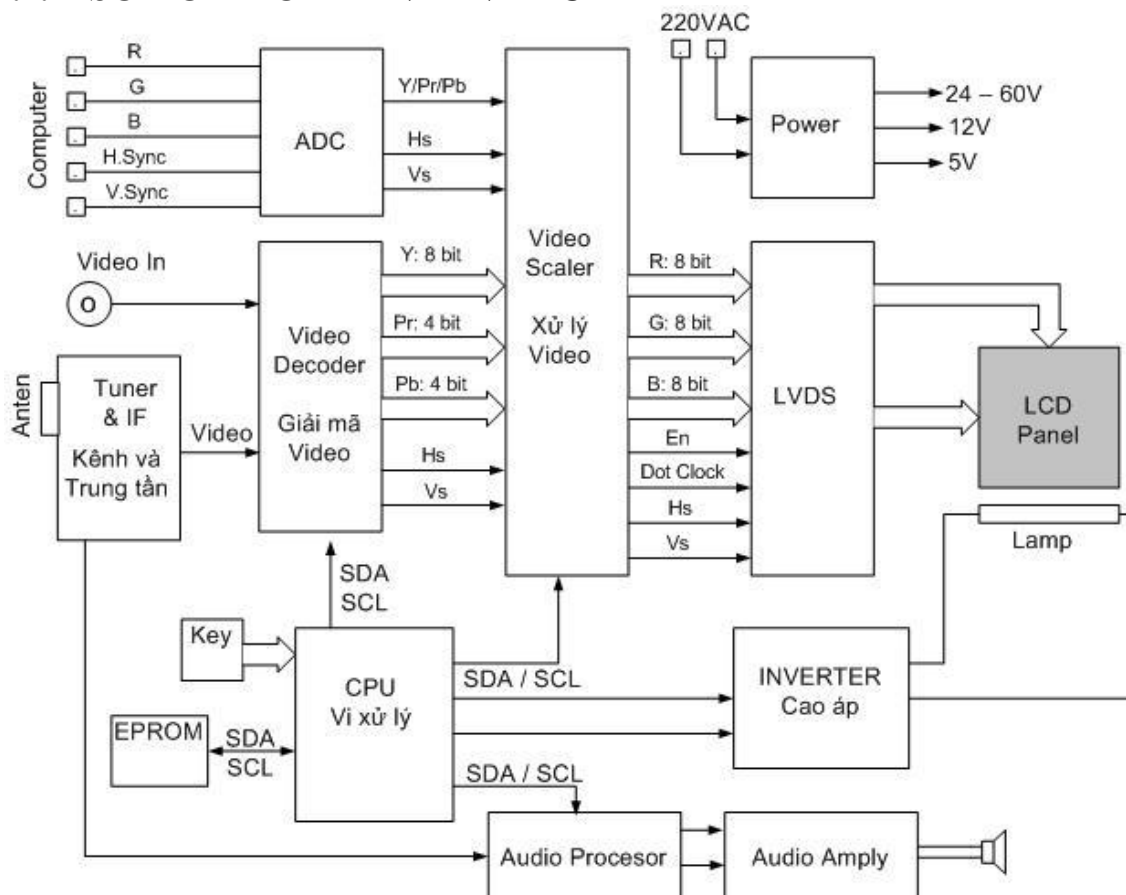 220VAC
Computer
R
G
B
H.Sync
V.Sync
ADC
Y/Pr/Pb
Hs
Vs
Power
24 – 60V
12V
5V
Video In
O
Anten
Tuner
& IF
Kênh và
Trung tần
Video
Video
Decoder
Giải mã
Video
Y: 8 bit
Pr: 4 bit
Pb: 4 bit
Hs
Vs
Video
Scaler
Xử lý
Video
R: 8 bit
G: 8 bit
B: 8 bit
En
Dot Clock
Hs
Vs
LVDS
LCD
Panel
Lamp
SDA
SCL
Key
CPU
Vi xử lý
SDA / SCL
INVERTER
Cao áp
EPROM
SDA
SCL
SDA / SCL
Audio Procesor
Audio Amply